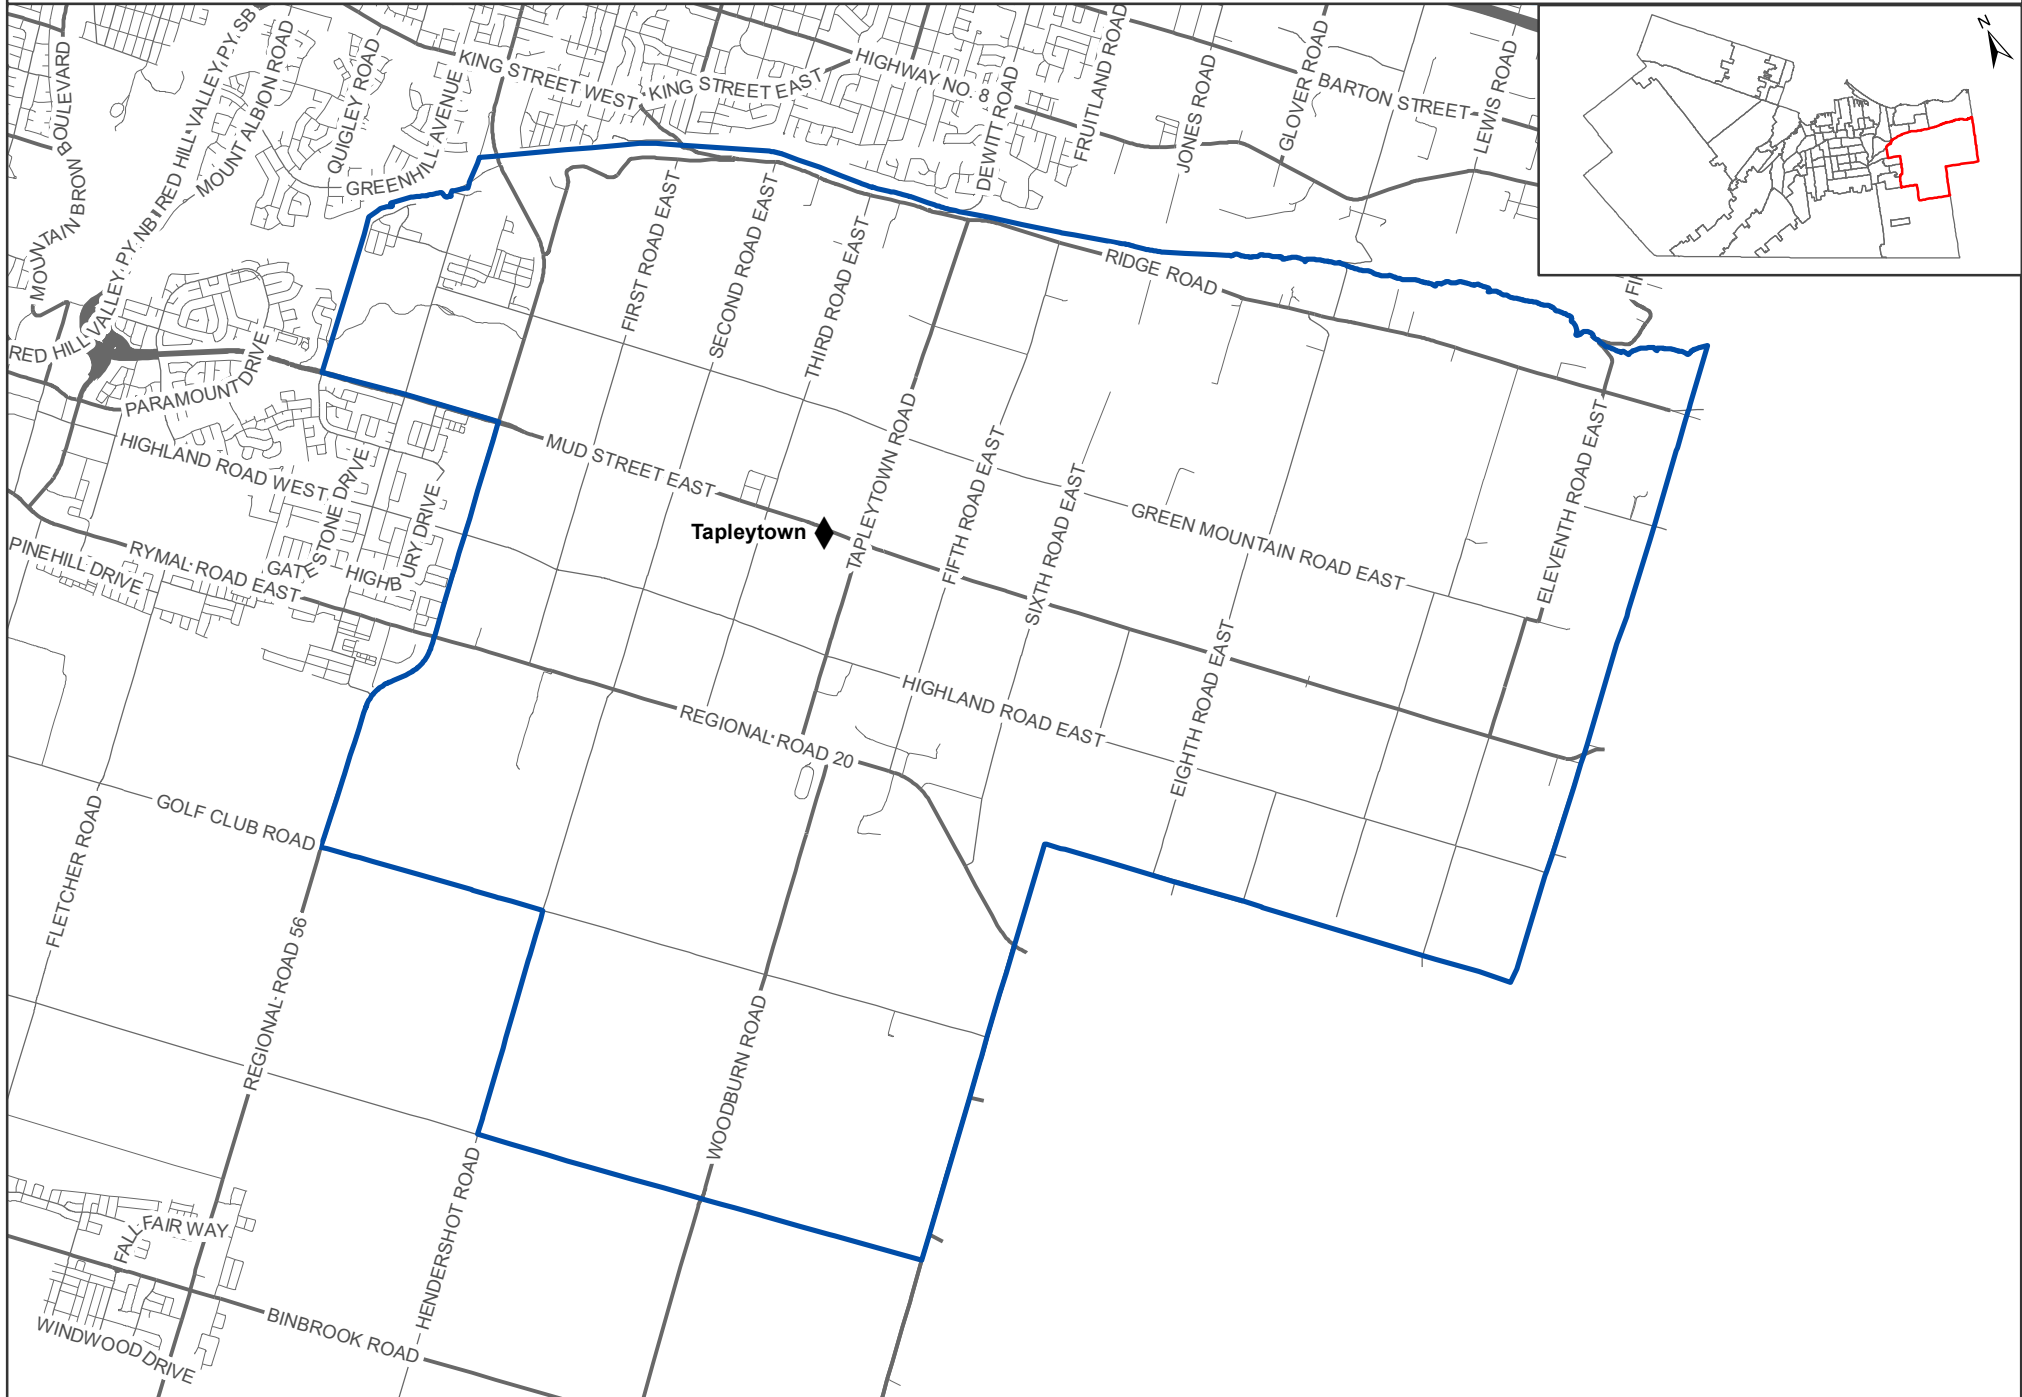 MOUNTAIN BROW BOULEVARD
RED HILL VALLEY PY SB
RED HILL VALLEY PY NB
MOUNT ALBION ROAD
QUIGLEY ROAD
GREENHILL AVENUE
KING STREET WEST
KING STREET EAST
HIGHWAY NO. 8
DEWITT ROAD
FRUITLAND ROAD
JONES ROAD
GLOVER ROAD
BARTON STREET
LEWIS ROAD
N
FIRST ROAD EAST
SECOND ROAD EAST
THIRD ROAD EAST
RIDGE ROAD
FI
RED HILL
PARAMOUNT DRIVE
HIGHLAND ROAD WEST
MUD STREET EAST
Tapleytown
TAPLEYTOWN ROAD
FIFTH ROAD EAST
SIXTH ROAD EAST
GREEN MOUNTAIN ROAD EAST
ELEVENTH ROAD EAST
PINEHILL DRIVE
RYMAL ROAD EAST
GATESTONE DRIVE
HIGHBURY DRIVE
REGIONAL ROAD 20
HIGHLAND ROAD EAST
EIGHTH ROAD EAST
GOLF CLUB ROAD
FLETCHER ROAD
REGIONAL ROAD 56
WOODBURN ROAD
HENDERSHOT ROAD
FALL
FAIR WAY
BINBROOK ROAD
WINDWOOD DRIVE